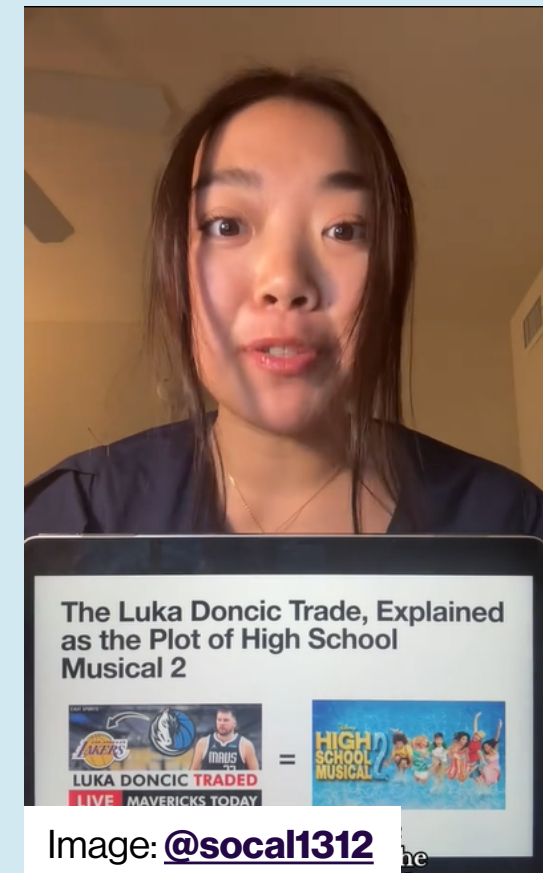 The Luka Doncic Trade, Explained
as the Plot of High School
Musical 2
LAKERS
MAVS
LUKA DONCIC TRADED
LIVE MAVERICKS TODAY
=
HIGH
SCHOOL
MUSICAL 2
Image: @socal1312
he